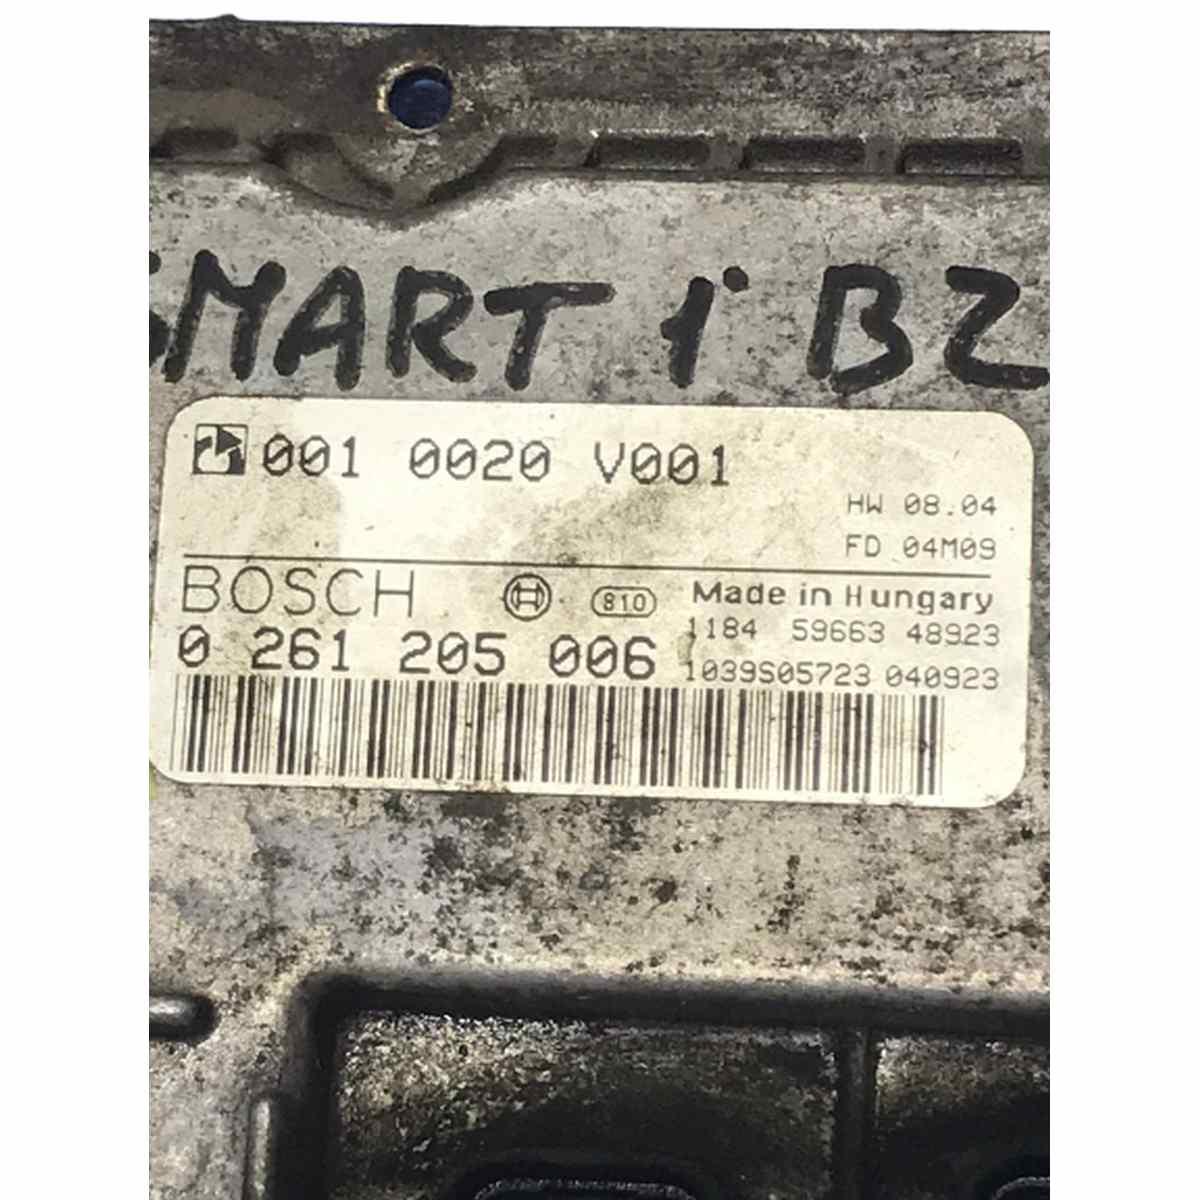 SMART 1° BZ
001 0020 V001
HW 08.04
FD 04M09
BOSCH 810 Made in Hungary
0 261 205 006 1184 59663 48923
1039S05723 040923